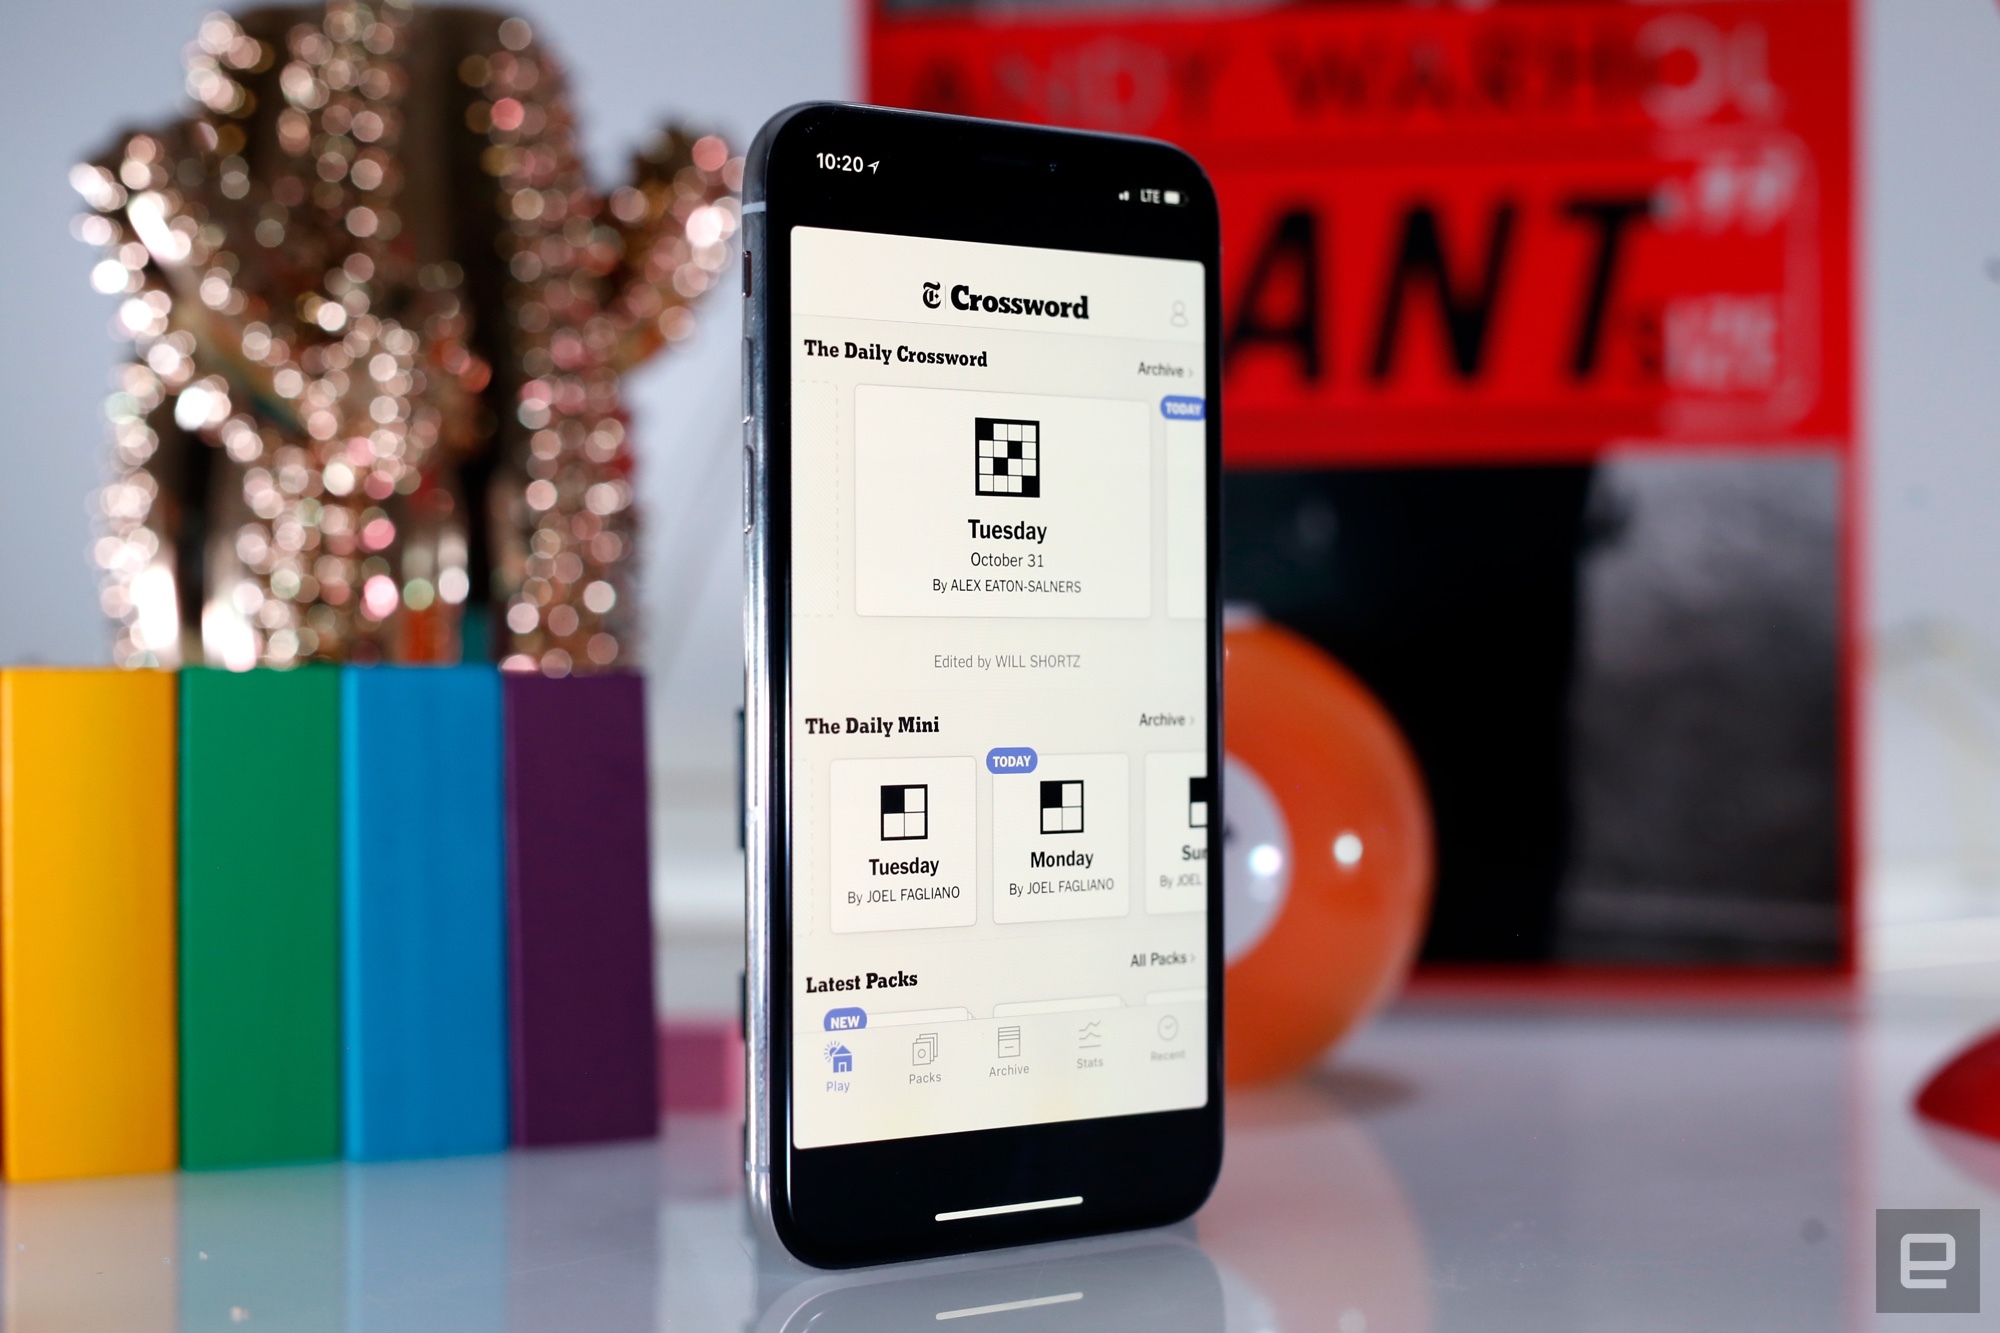 ANDY WARHOL
ANT
10:20
LTE
T Crossword
The Daily Crossword
Archive >
TODAY
Tuesday
October 31
By ALEX EATON-SALNERS
Edited by WILL SHORTZ
The Daily Mini
Archive >
TODAY
Tuesday
By JOEL FAGLIANO
Monday
By JOEL FAGLIANO
Sun
By JOEL
Latest Packs
All Packs >
NEW
Play
Packs
Archive
Stats
Recent
e